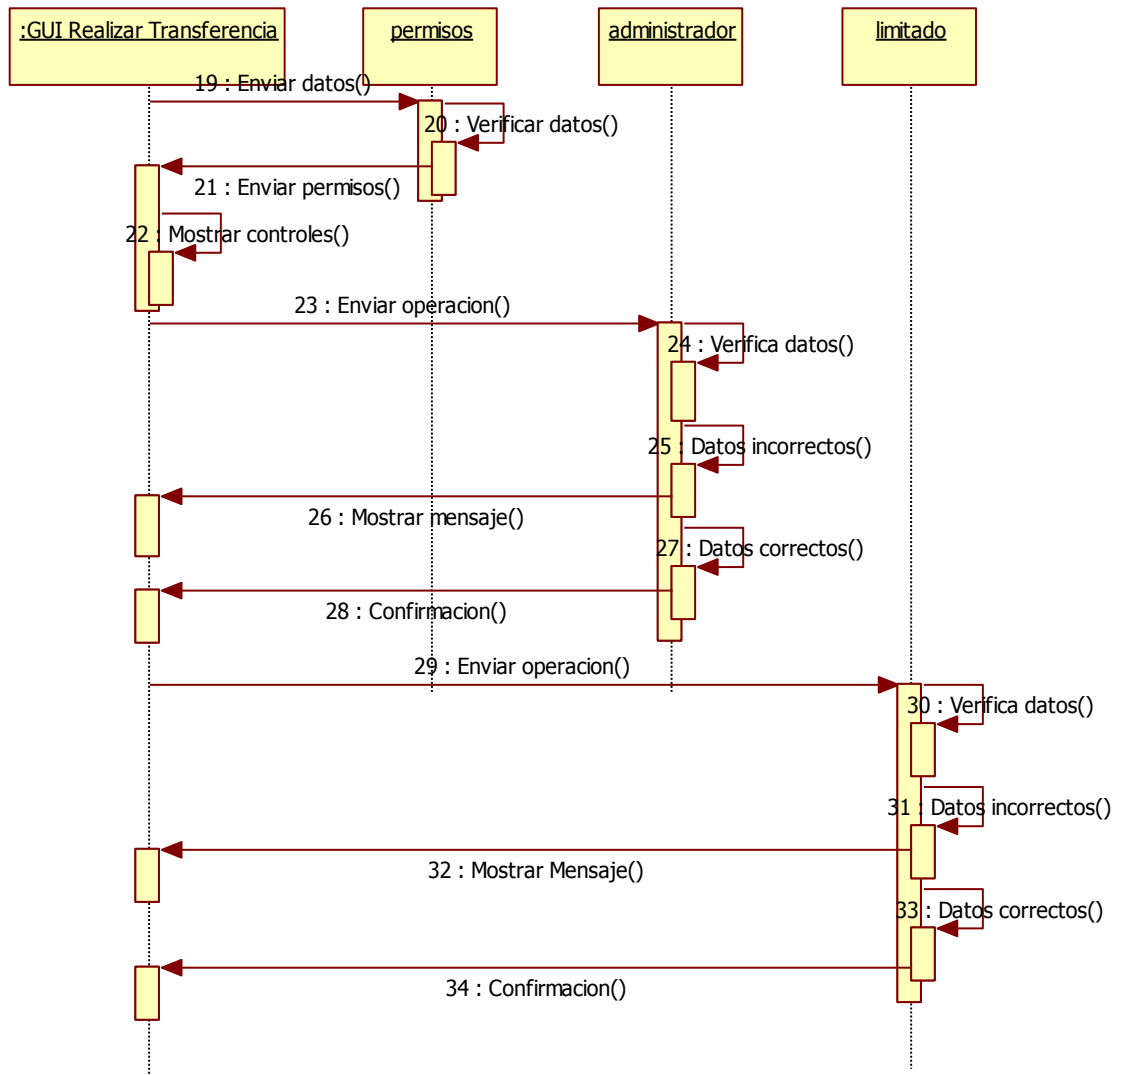 :GUI Realizar Transferencia
permisos
administrador
limitado
19 : Enviar datos()
20 : Verificar datos()
21 : Enviar permisos()
22 : Mostrar controles()
23 : Enviar operacion()
24 : Verifica datos()
25 : Datos incorrectos()
26 : Mostrar mensaje()
27 : Datos correctos()
28 : Confirmacion()
29 : Enviar operacion()
30 : Verifica datos()
31 : Datos incorrectos()
32 : Mostrar Mensaje()
33 : Datos correctos()
34 : Confirmacion()